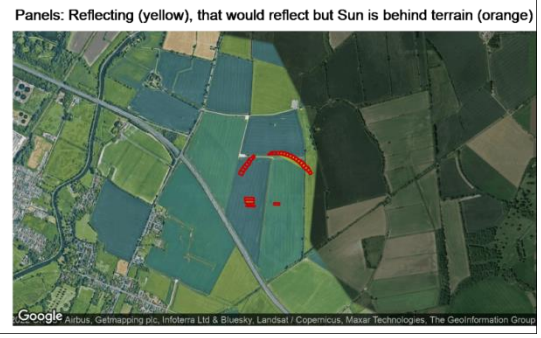 Panels: Reflecting (yellow), that would reflect but Sun is behind terrain (orange)
Google
Airbus, Getmapping plc, Infoterra Ltd & Bluesky, Landsat / Copernicus, Maxar Technologies, The GeoInformation Group